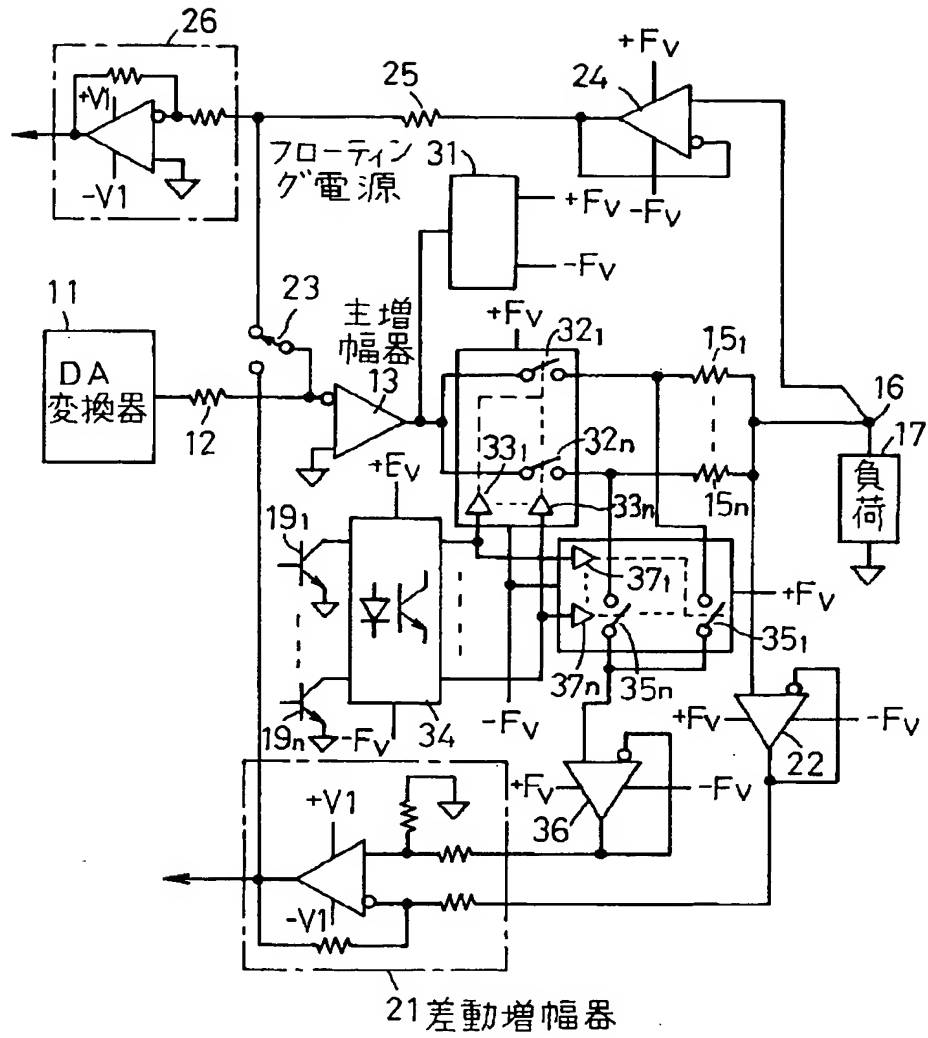 26
+V1
-V1
25
+Fv
24
-Fv
フローティン
グ電源
31
+Fv
-Fv
11
DA
変換器
12
23
主増
幅器
13
+Fv
32₁
32n
33₁
33n
15₁
15n
16
17
負荷
+Ev
19₁
19n
-Fv
34
-Fv
37₁
37n
35n
35₁
+Fv
+Fv
-Fv
22
+Fv
-Fv
36
+V1
-V1
21 差動増幅器